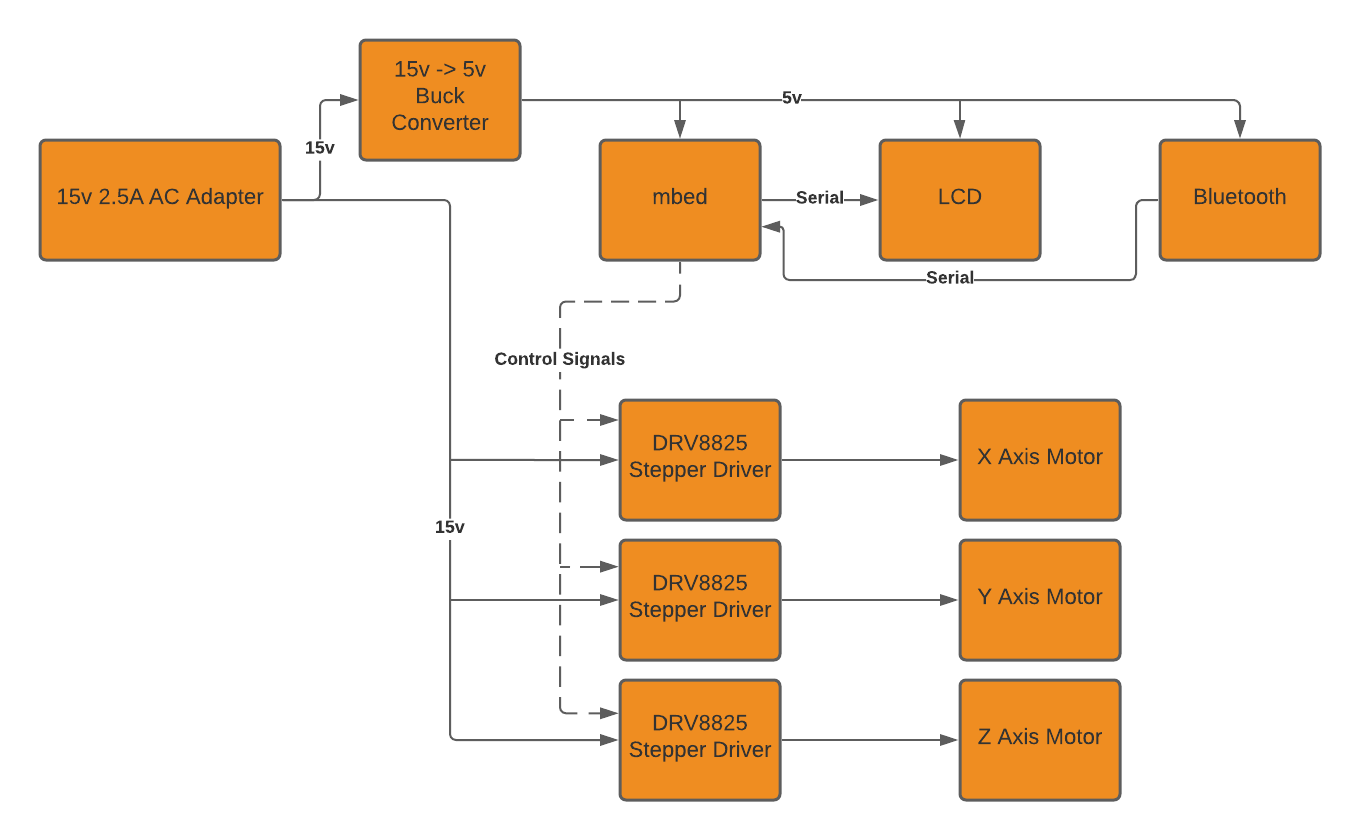 15v -> 5v
Buck
Converter
5v
15v
15v 2.5A AC Adapter
mbed
Serial
LCD
Bluetooth
Serial
Control Signals
DRV8825
Stepper Driver
X Axis Motor
15v
DRV8825
Stepper Driver
Y Axis Motor
DRV8825
Stepper Driver
Z Axis Motor